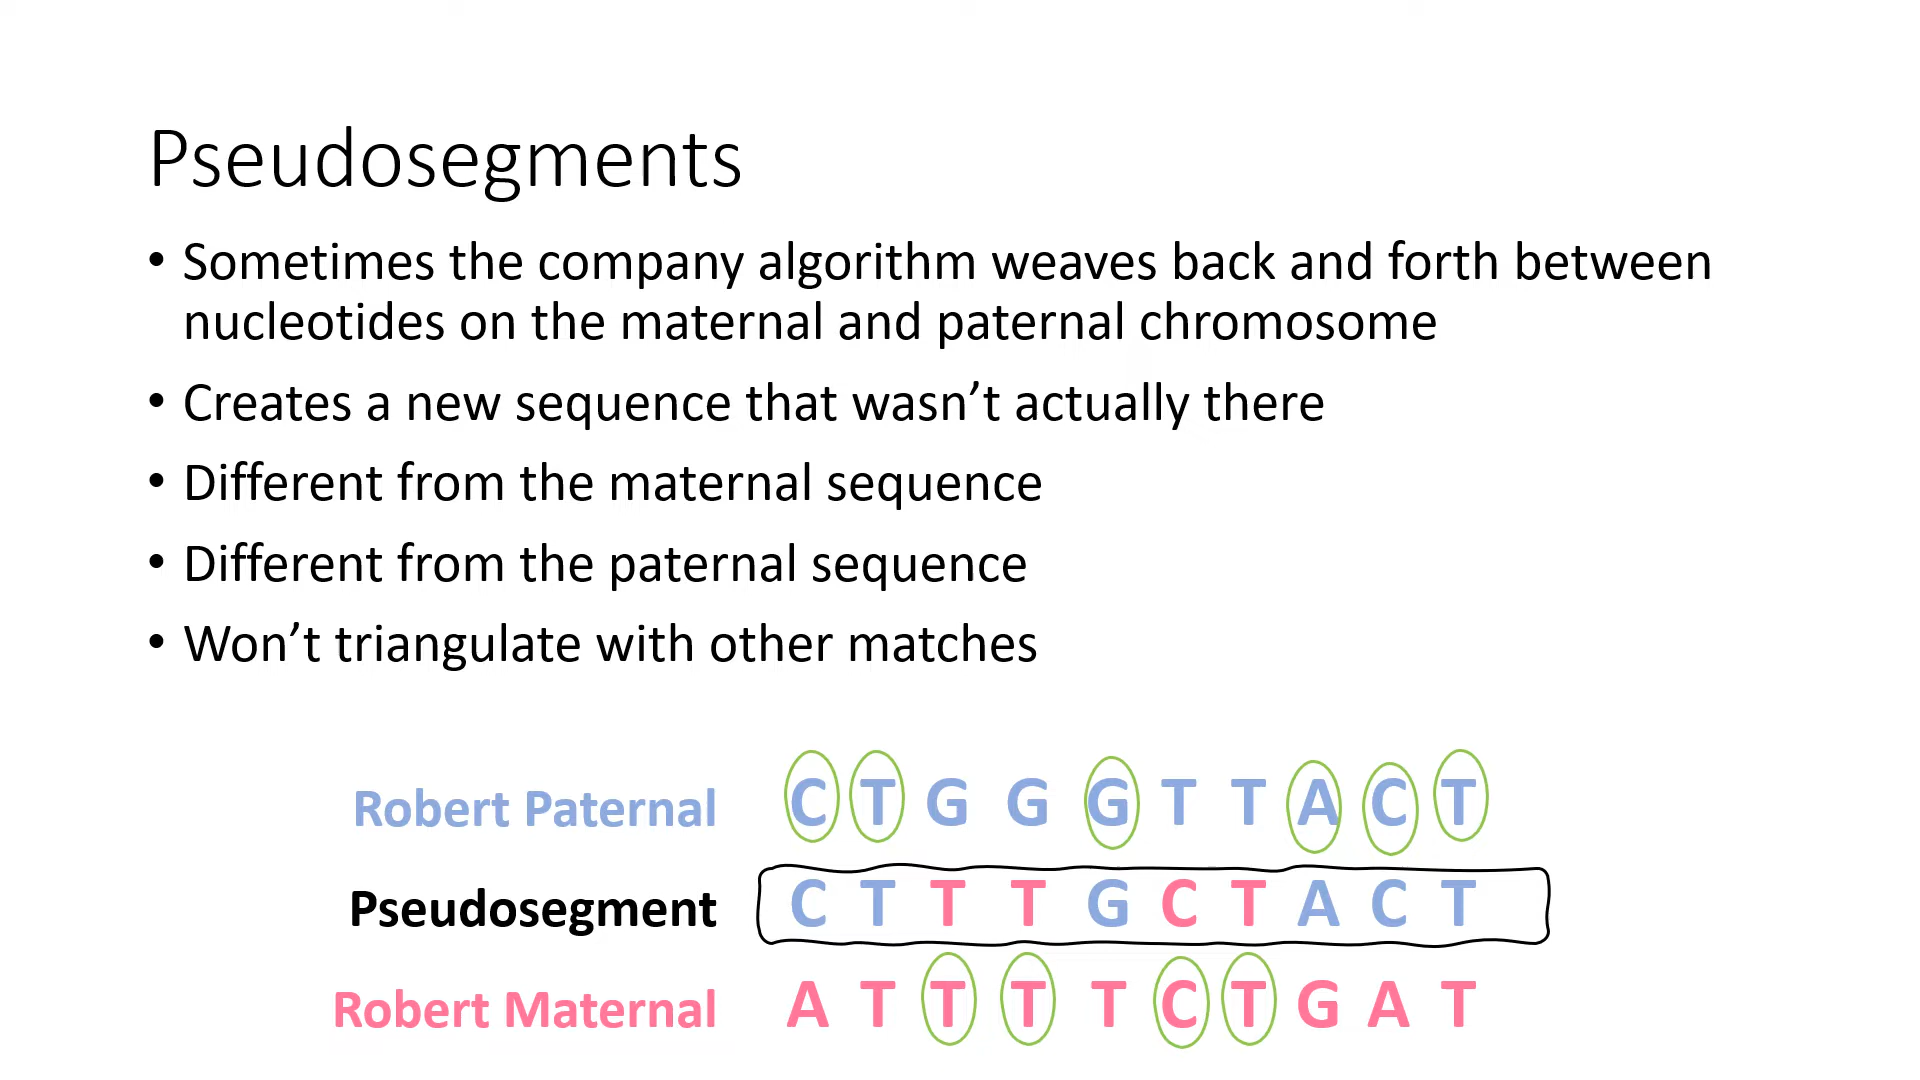 Pseudosegments
• Sometimes the company algorithm weaves back and forth between
nucleotides on the maternal and paternal chromosome
• Creates a new sequence that wasn’t actually there
• Different from the maternal sequence
• Different from the paternal sequence
• Won’t triangulate with other matches
Robert Paternal C T G G G T T A C T
Pseudosegment C T T T G C T A C T
Robert Maternal A T T T T C T G A T